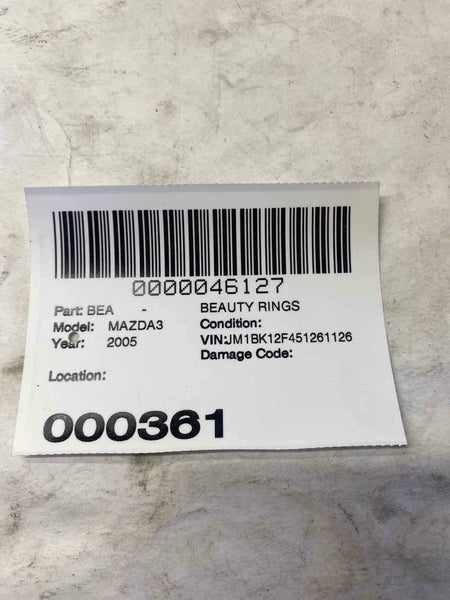 0000046127
Part: BEA - BEAUTY RINGS
Model: MAZDA3 Condition:
Year: 2005 VIN:JM1BK12F451261126
Damage Code:
Location:
000361